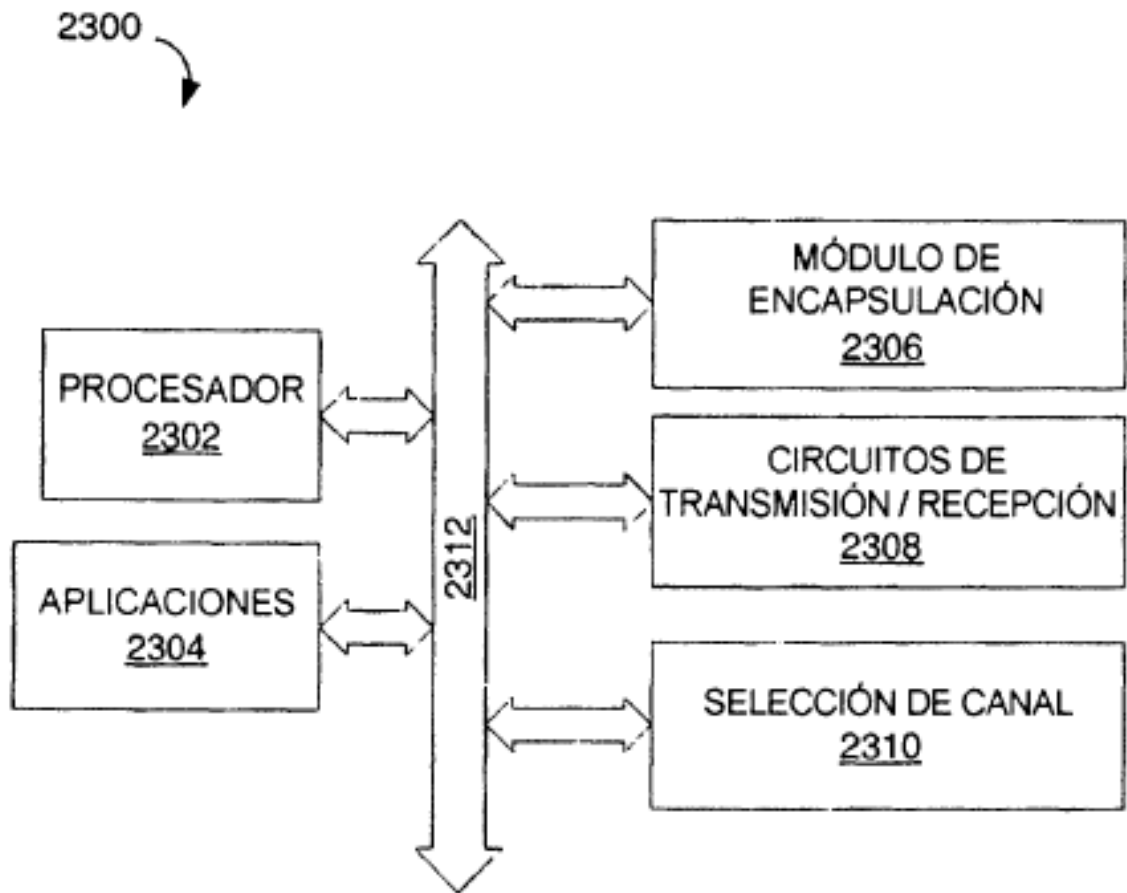 2300
PROCESADOR
2302
APLICACIONES
2304
2312
MÓDULO DE
ENCAPSULACIÓN
2306
CIRCUITOS DE
TRANSMISIÓN / RECEPCIÓN
2308
SELECCIÓN DE CANAL
2310